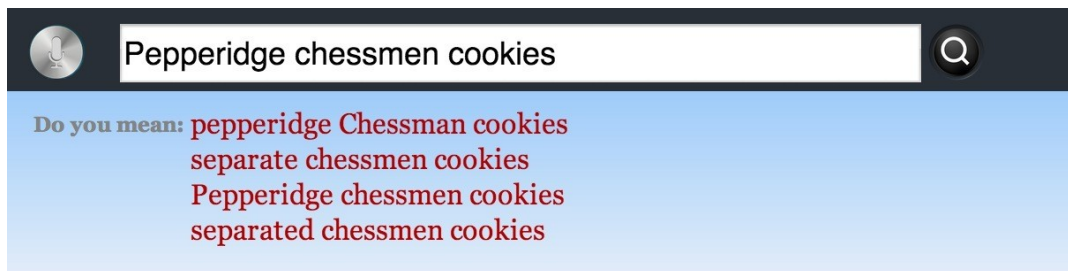 Pepperidge chessmen cookies
Do you mean: pepperidge Chessman cookies
separate chessmen cookies
Pepperidge chessmen cookies
separated chessmen cookies